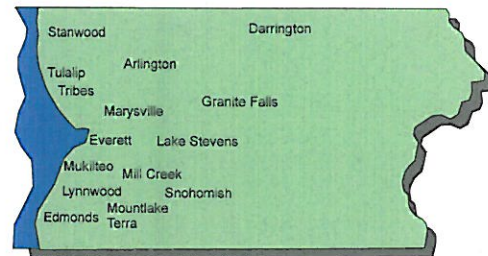 Stanwood
Darrington
Arlington
Tulalip
Tribes
Granite Falls
Marysville
Everett
Lake Stevens
Mukilteo
Mill Creek
Lynnwood
Snohomish
Edmonds
Mountlake
Terra